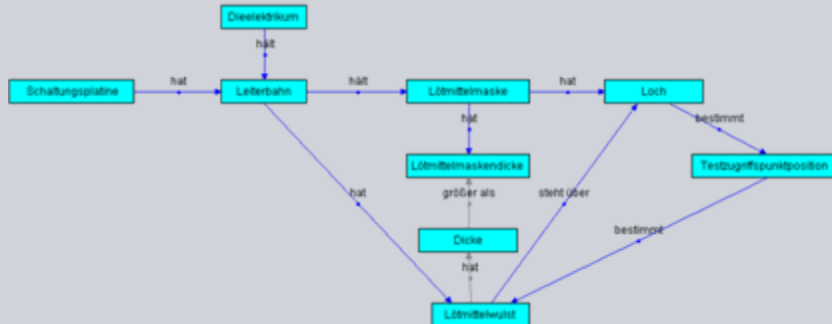 Dieelektrikum
hält
Schaltungsplatine
hat
Leiterbahn
hält
Lötmittelmaske
hat
Loch
hat
bestimmt
Lötmittelmaskendicke
Testzugriffspunktposition
hat
größer als
steht über
Dicke
bestimmt
hat
Lötmittelwulst